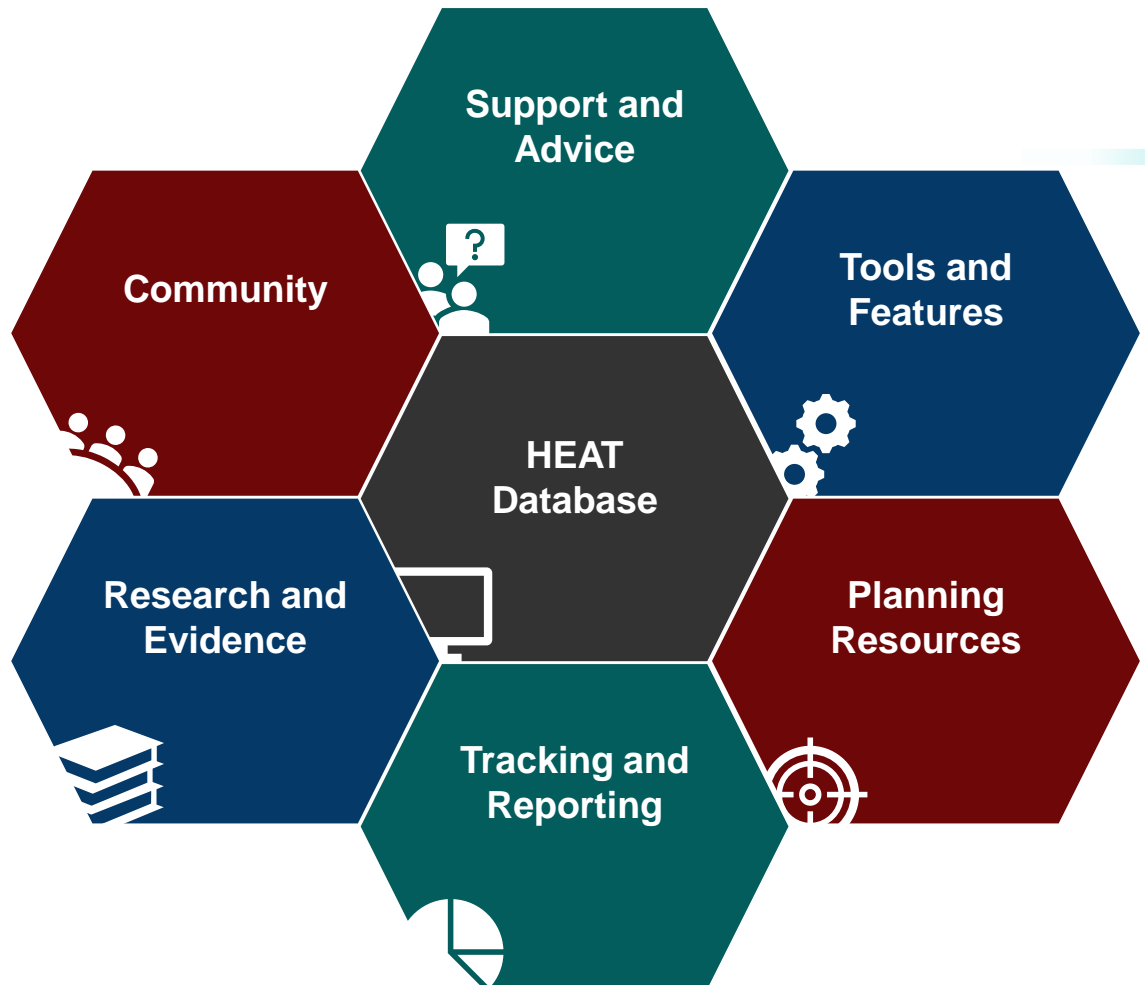 Support and
Advice
Community
Tools and
Features
HEAT
Database
Research and
Evidence
Planning
Resources
Tracking and
Reporting
?